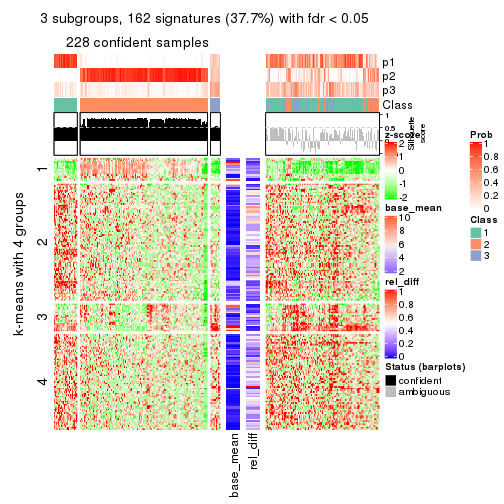 3 subgroups, 162 signatures (37.7%) with fdr < 0.05
228 confident samples
p1
p2
p3
Class
1
0.5
0
Silhouette
score
k-means with 4 groups
1
2
3
4
base_mean
rel_diff
z-score
2
1
0
-1
-2
base_mean
10
8
6
4
2
rel_diff
1
0.8
0.6
0.4
0.2
0
Status (barplots)
confident
ambiguous
Prob
1
0.8
0.6
0.4
0.2
0
Class
1
2
3